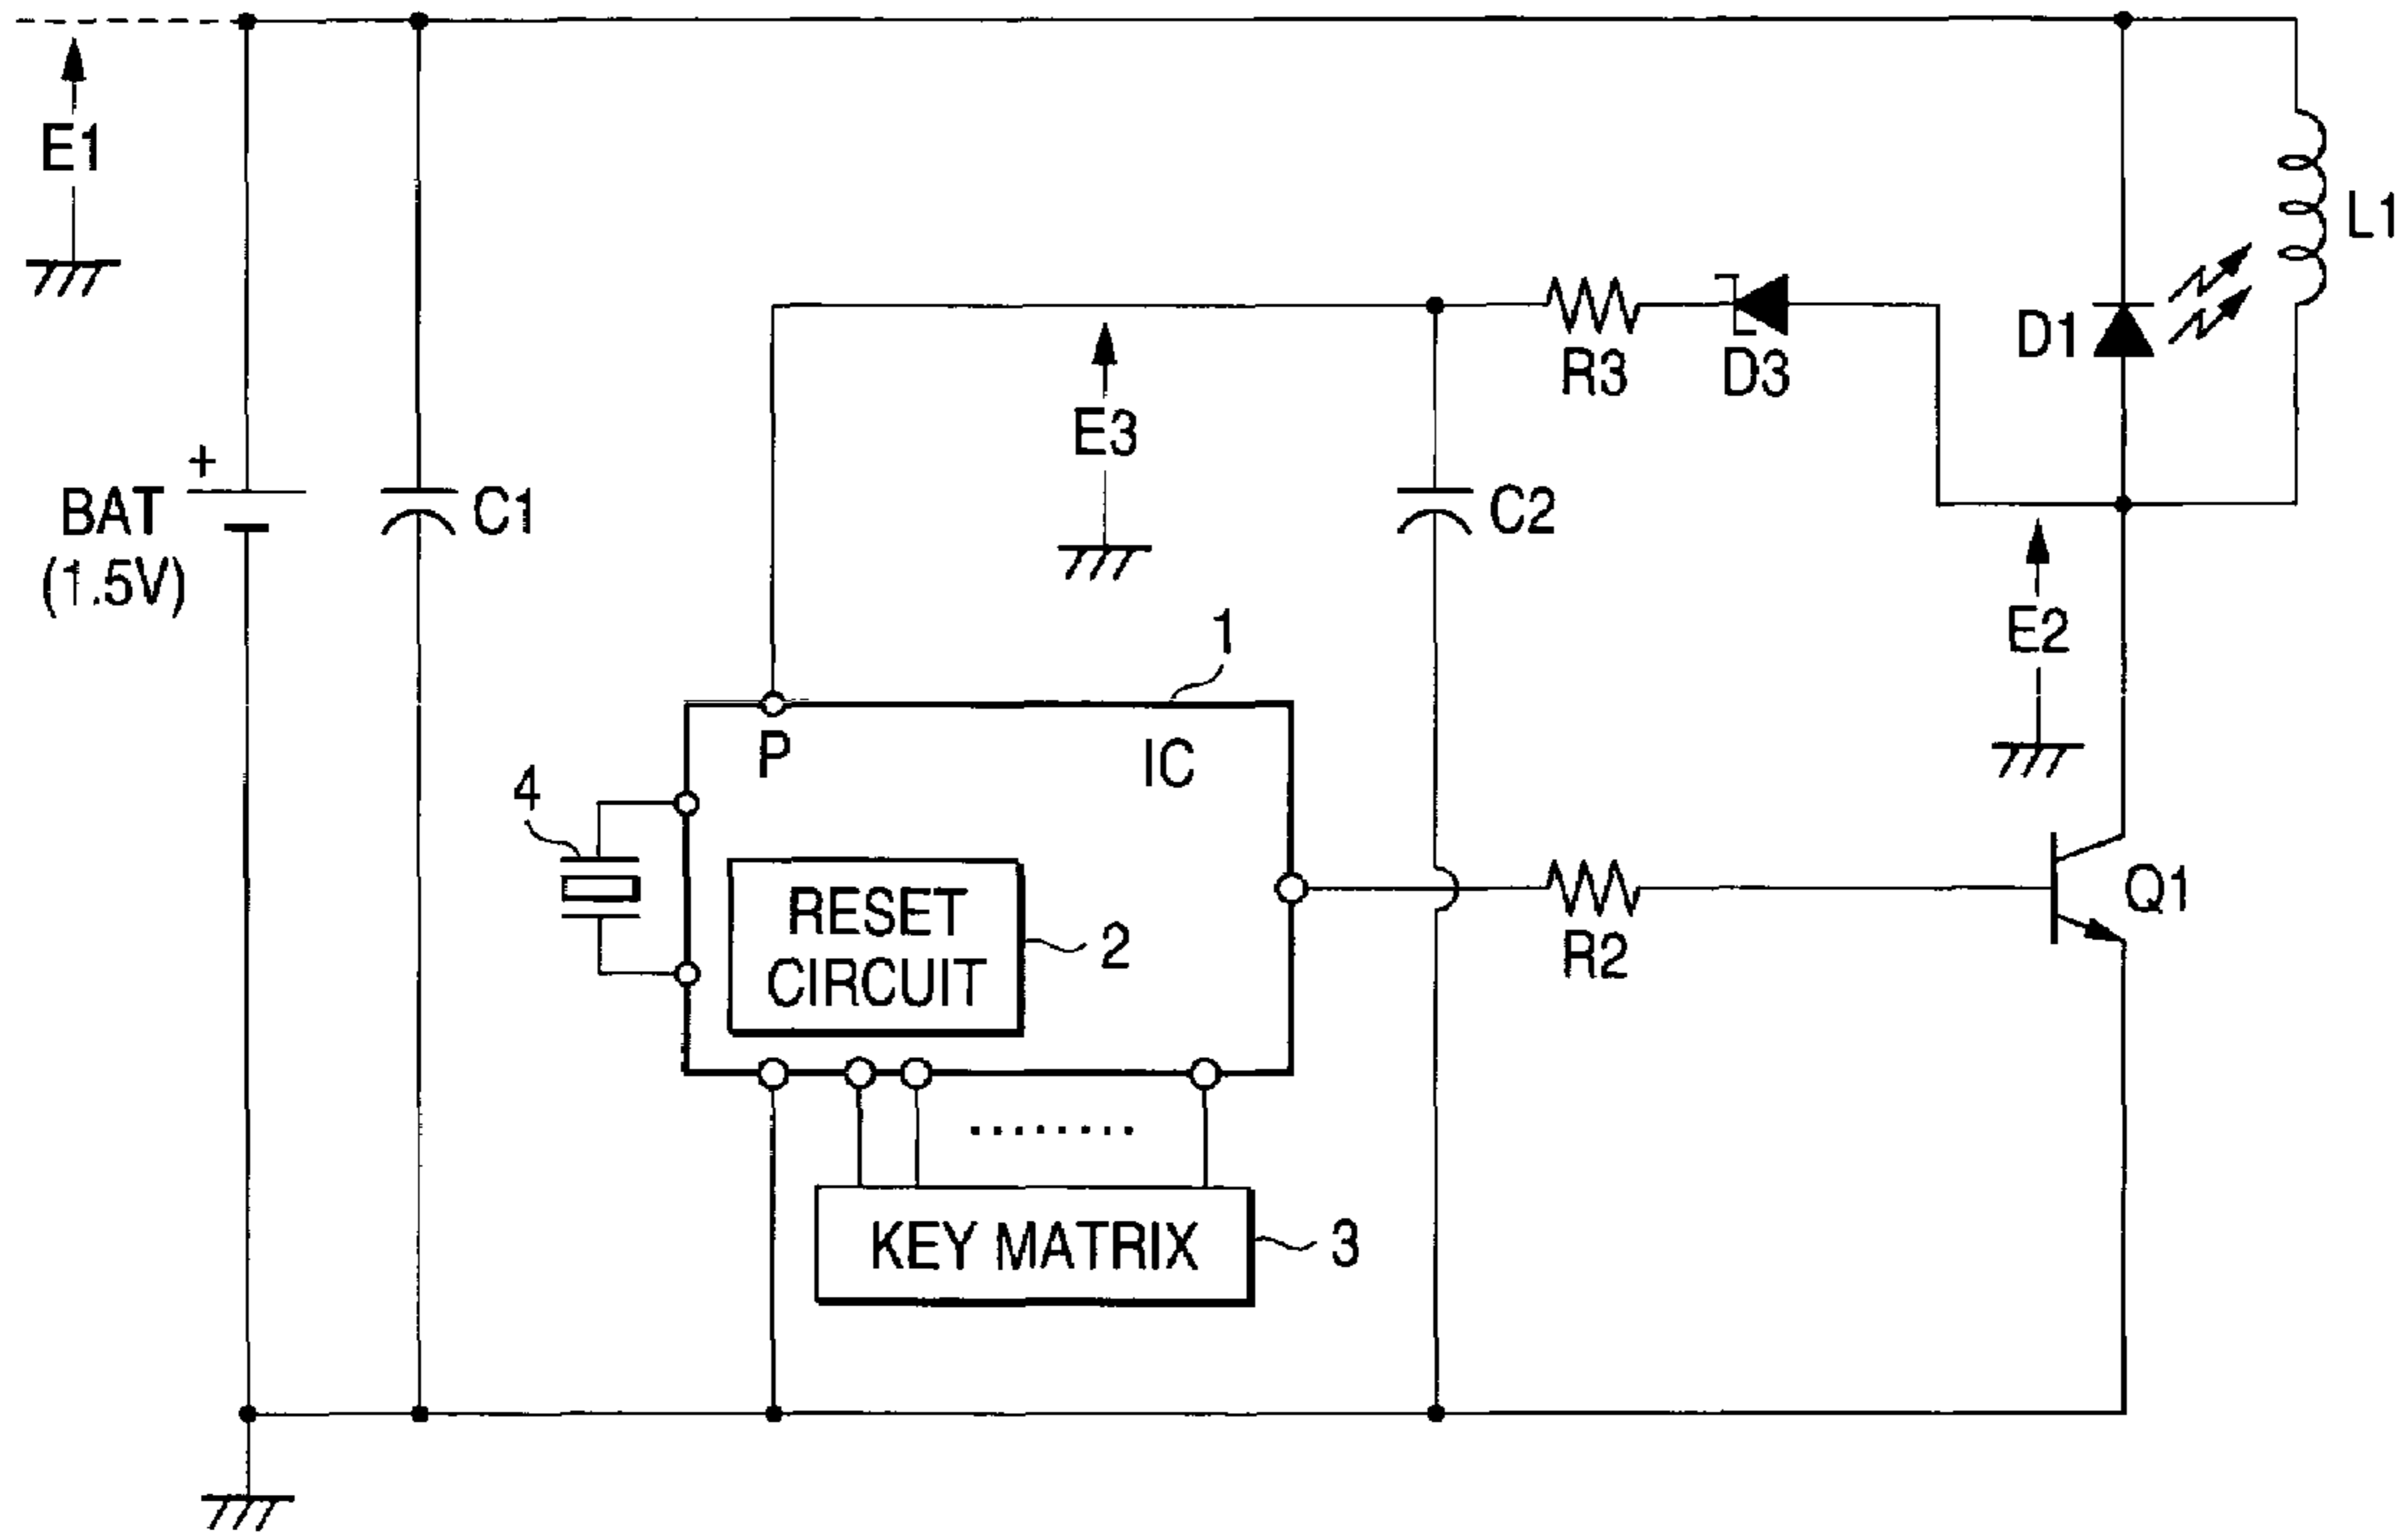 E1
L1
D1
R3
D3
E3
+
BAT
(1.5V)
C1
C2
E2
1
P
IC
4
RESET
CIRCUIT
2
R2
Q1
KEY MATRIX
3